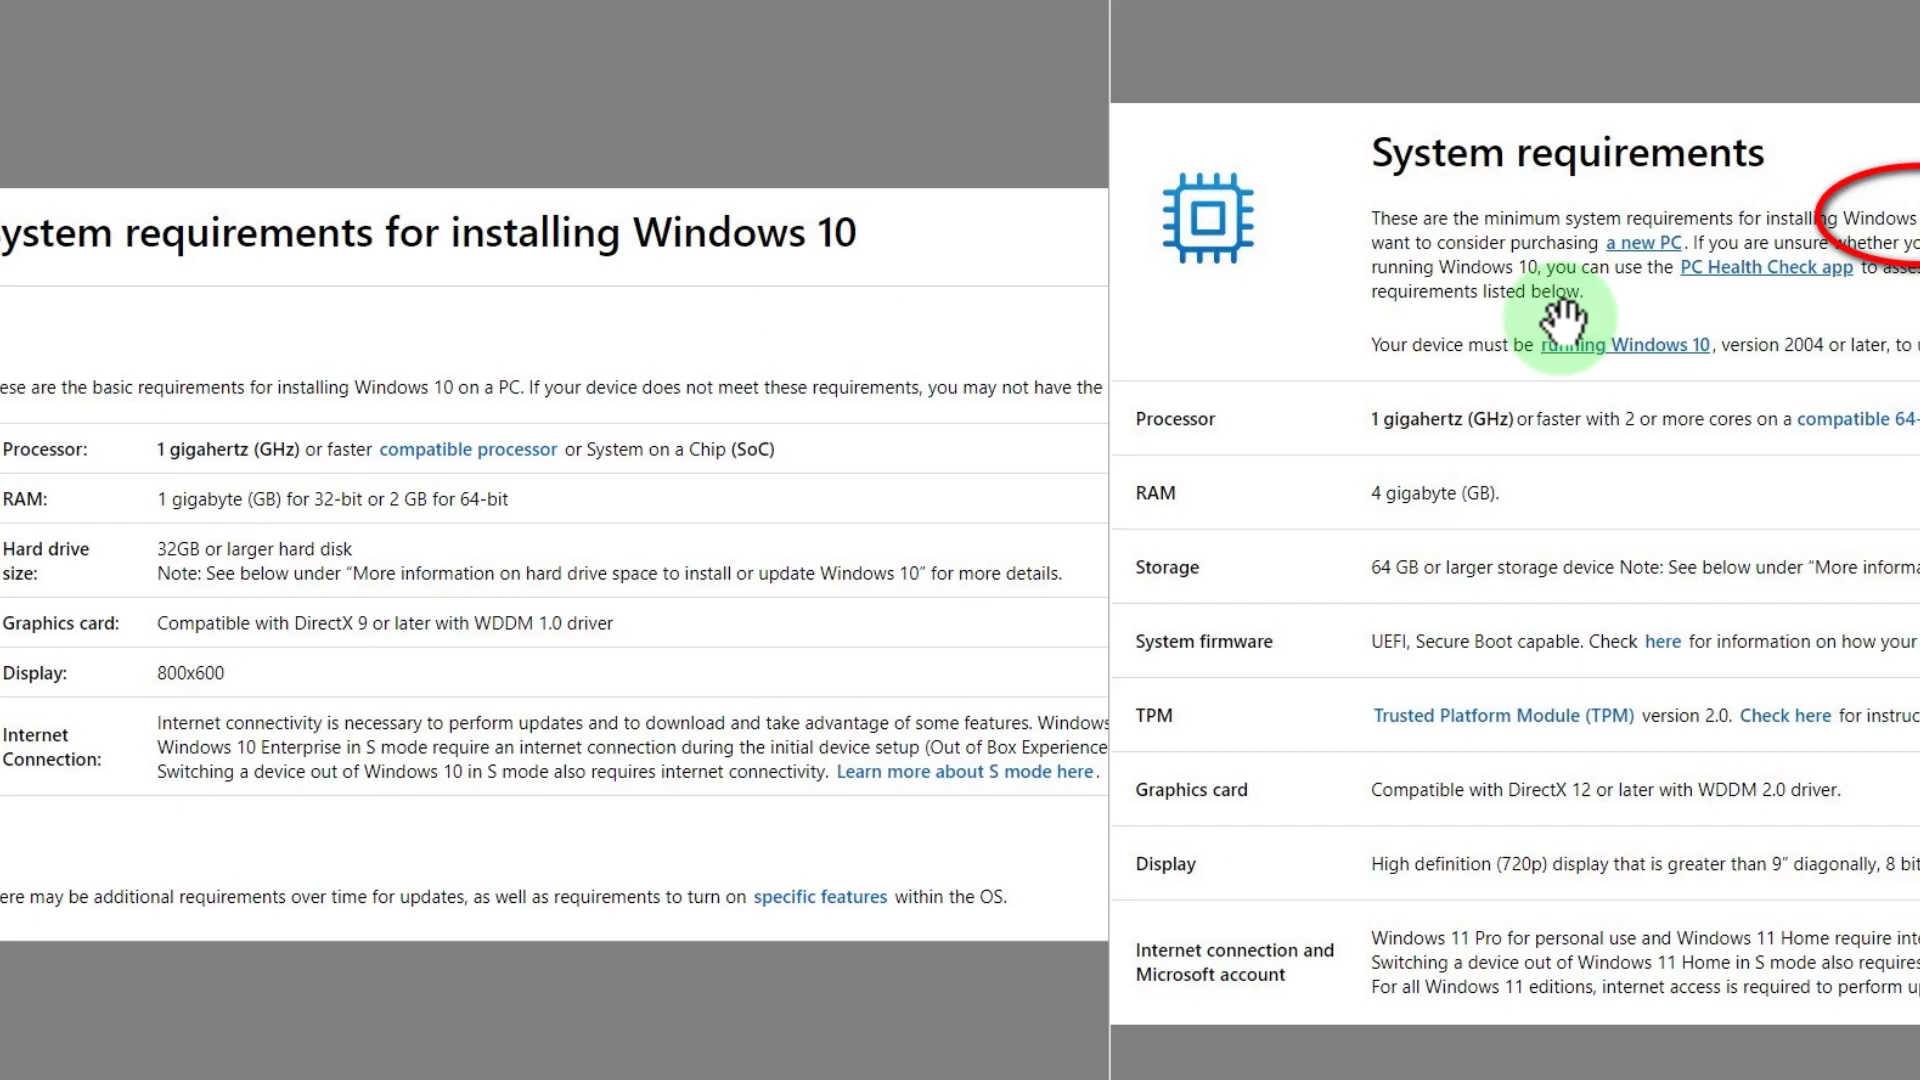 ystem requirements for installing Windows 10
ese are the basic requirements for installing Windows 10 on a PC. If your device does not meet these requirements, you may not have the
Processor: 1 gigahertz (GHz) or faster compatible processor or System on a Chip (SoC)
RAM: 1 gigabyte (GB) for 32-bit or 2 GB for 64-bit
Hard drive size: 32GB or larger hard disk
Note: See below under “More information on hard drive space to install or update Windows 10” for more details.
Graphics card: Compatible with DirectX 9 or later with WDDM 1.0 driver
Display: 800x600
Internet Connection: Internet connectivity is necessary to perform updates and to download and take advantage of some features. Windows
Windows 10 Enterprise in S mode require an internet connection during the initial device setup (Out of Box Experience
Switching a device out of Windows 10 in S mode also requires internet connectivity. Learn more about S mode here.
ere may be additional requirements over time for updates, as well as requirements to turn on specific features within the OS.
System requirements
These are the minimum system requirements for installing Windows
want to consider purchasing a new PC. If you are unsure whether yo
running Windows 10, you can use the PC Health Check app to asse
requirements listed below.
Your device must be running Windows 10, version 2004 or later, to u
Processor 1 gigahertz (GHz) or faster with 2 or more cores on a compatible 64-
RAM 4 gigabyte (GB).
Storage 64 GB or larger storage device Note: See below under “More informa
System firmware UEFI, Secure Boot capable. Check here for information on how your
TPM Trusted Platform Module (TPM) version 2.0. Check here for instruc
Graphics card Compatible with DirectX 12 or later with WDDM 2.0 driver.
Display High definition (720p) display that is greater than 9” diagonally, 8 bit
Internet connection and Microsoft account Windows 11 Pro for personal use and Windows 11 Home require inte
Switching a device out of Windows 11 Home in S mode also requires
For all Windows 11 editions, internet access is required to perform up